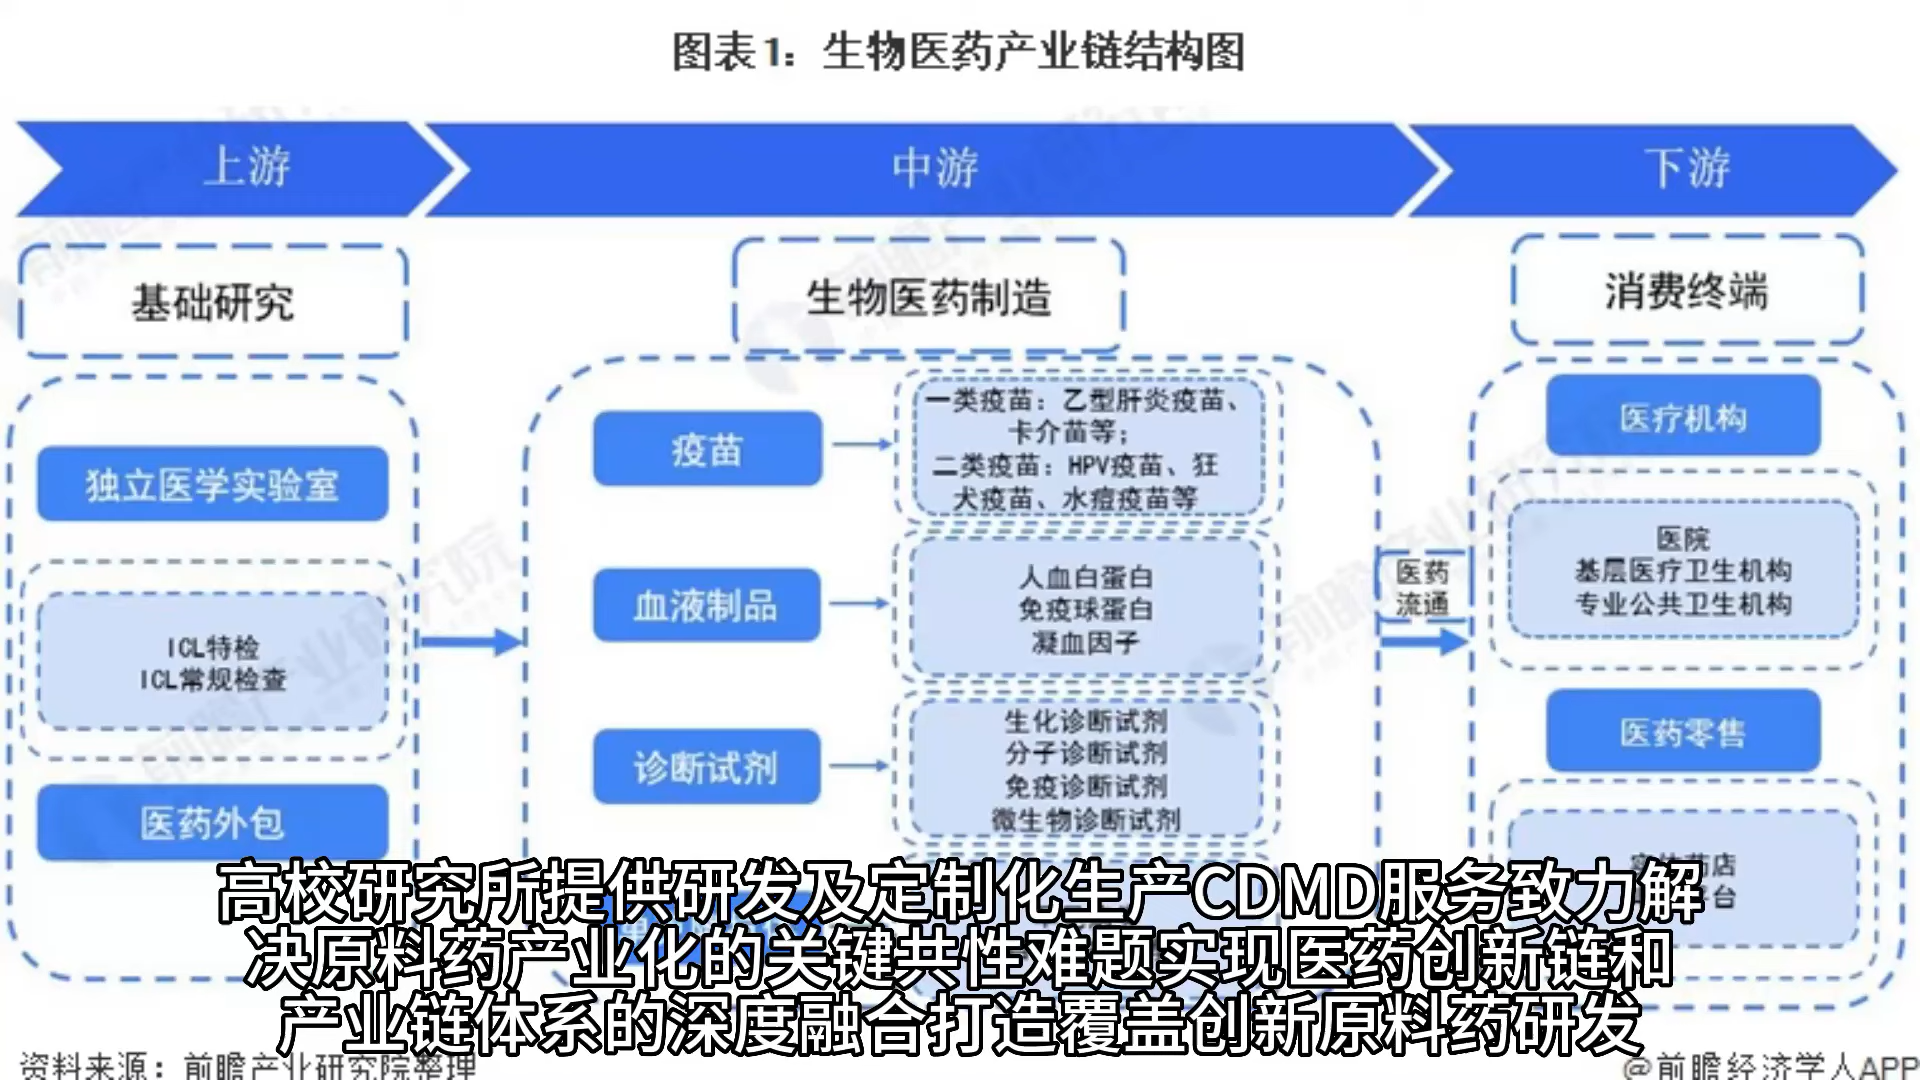 图表1：生物医药产业链结构图
上游
中游
下游
基础研究
生物医药制造
消费终端
独立医学实验室
ICL特检
ICL常规检查
医药外包
疫苗
一类疫苗：乙型肝炎疫苗、
卡介苗等；
二类疫苗：HPV疫苗、狂
犬疫苗、水痘疫苗等
血液制品
人血白蛋白
免疫球蛋白
凝血因子
诊断试剂
生化诊断试剂
分子诊断试剂
免疫诊断试剂
微生物诊断试剂
医药
流通
医疗机构
医院
基层医疗卫生机构
专业公共卫生机构
医药零售
药店
台
高校研究所提供研发及定制化生产CDMD服务致力解
决原料药产业化的关键共性难题实现医药创新链和
产业链体系的深度融合打造覆盖创新原料药研发
资料来源：前瞻产业研究院整理
@前瞻经济学人APP